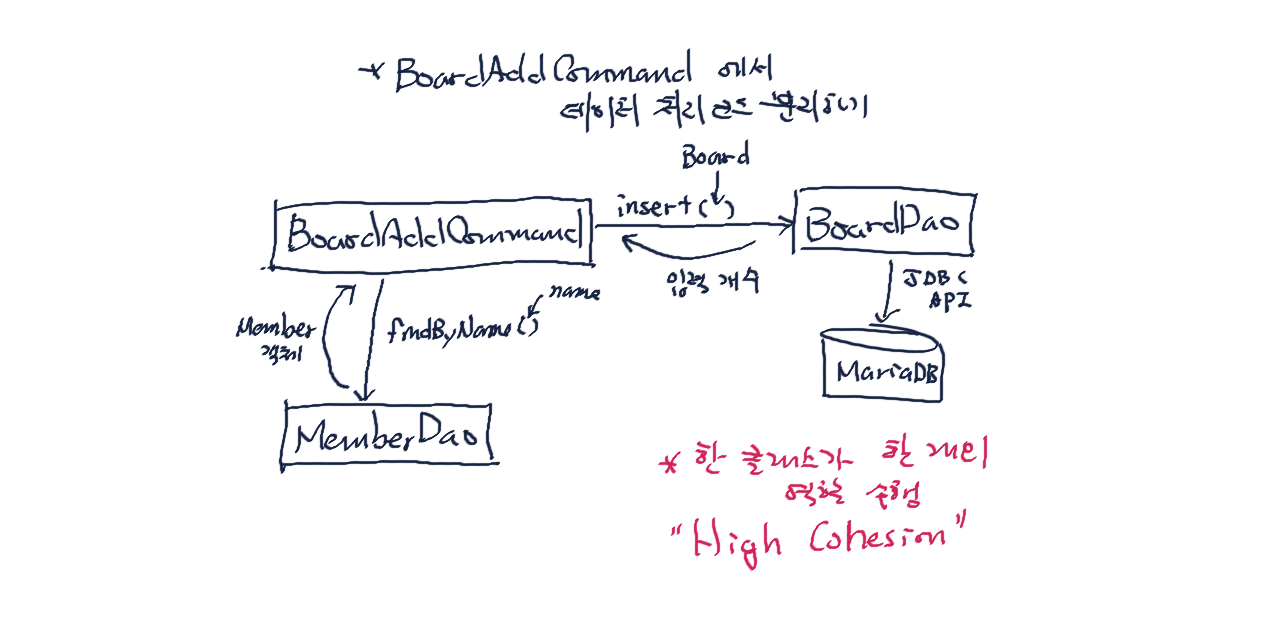 * BoardAddCommand 에서
데이터 처리 코드 분리하기
Board
insert( )
BoardAddCommand
BoardDao
입력 개수
JDBC
API
name
findByName()
Member
객체
MariaDB
MemberDao
* 한 클래스가 한 개의
역할 수행
"High Cohesion"